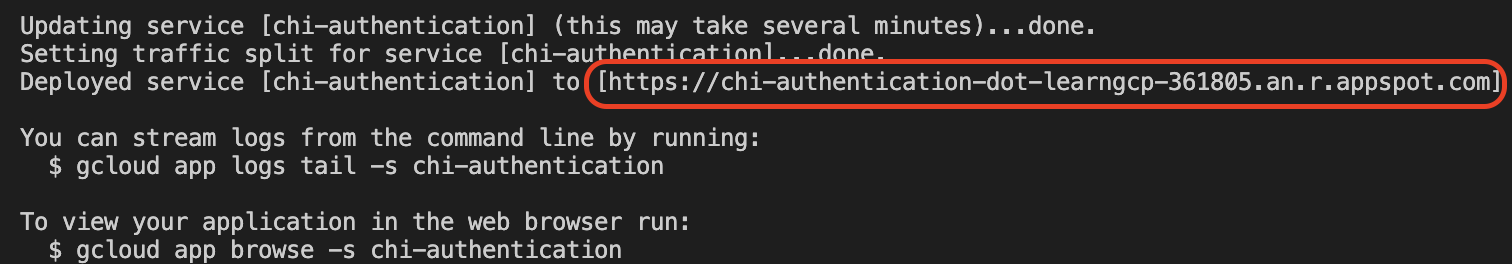 Updating service [chi-authentication] (this may take several minutes)...done.
Setting traffic split for service [chi-authentication]...done.
Deployed service [chi-authentication] to [https://chi-authentication-dot-learngcp-361805.an.r.appspot.com]
You can stream logs from the command line by running:
$ gcloud app logs tail -s chi-authentication
To view your application in the web browser run:
$ gcloud app browse -s chi-authentication